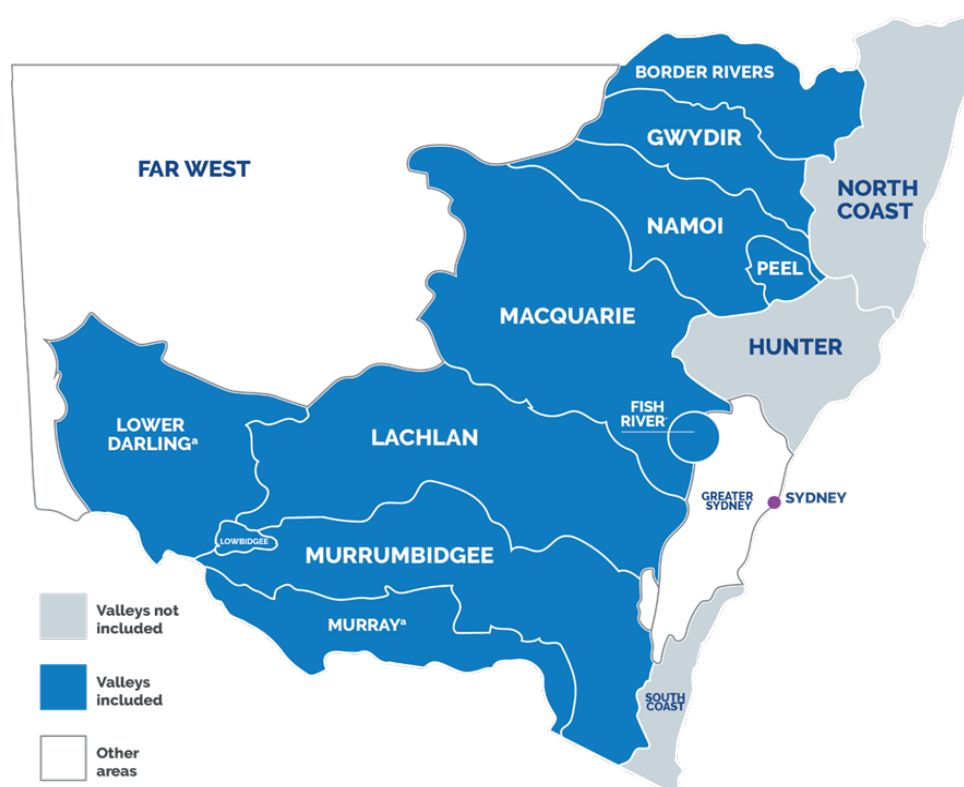 BORDER RIVERS
GWYDIR
FAR WEST
NORTH
COAST
NAMOI
PEEL
MACQUARIE
HUNTER
FISH
RIVER
LOWER
DARLINGᵃ
LACHLAN
GREATER
SYDNEY
SYDNEY
LOWBIDGEE
MURRUMBIDGEE
MURRAYᵃ
SOUTH
COAST
Valleys not
included
Valleys
included
Other
areas